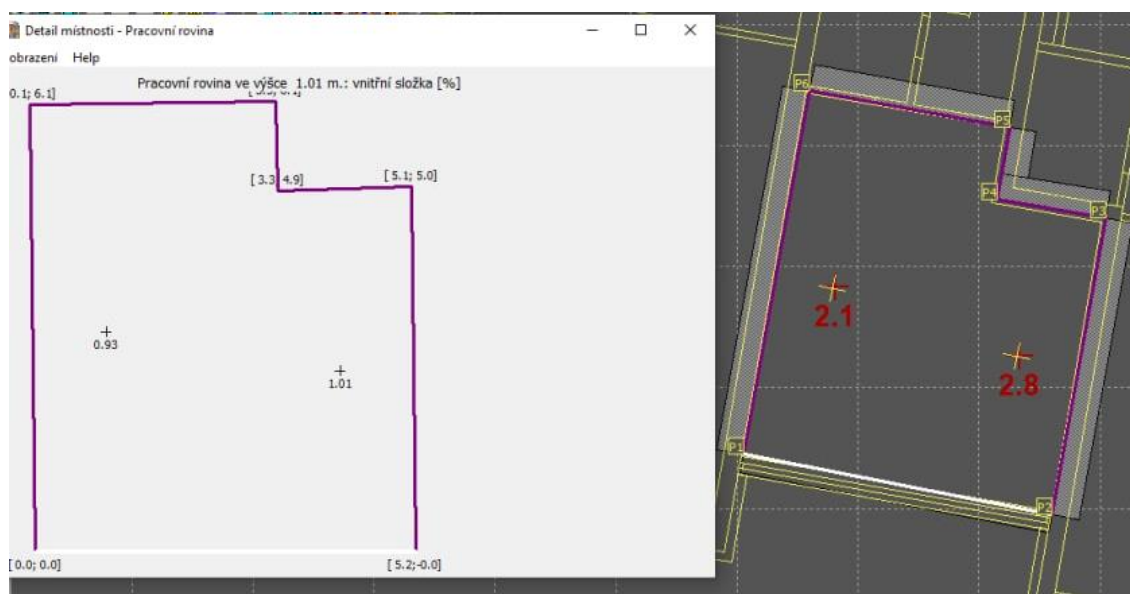 Detail místnosti - Pracovní rovina
obrazení Help
Pracovní rovina ve výšce 1.01 m.: vnitřní složka [%]
0.1; 6.1]
[ 3.3; 4.9]
[ 5.1; 5.0]
0.93
1.01
[ 0.0; 0.0]
[ 5.2;-0.0]
P6
P5
P4
P3
2.1
2.8
P1
P2